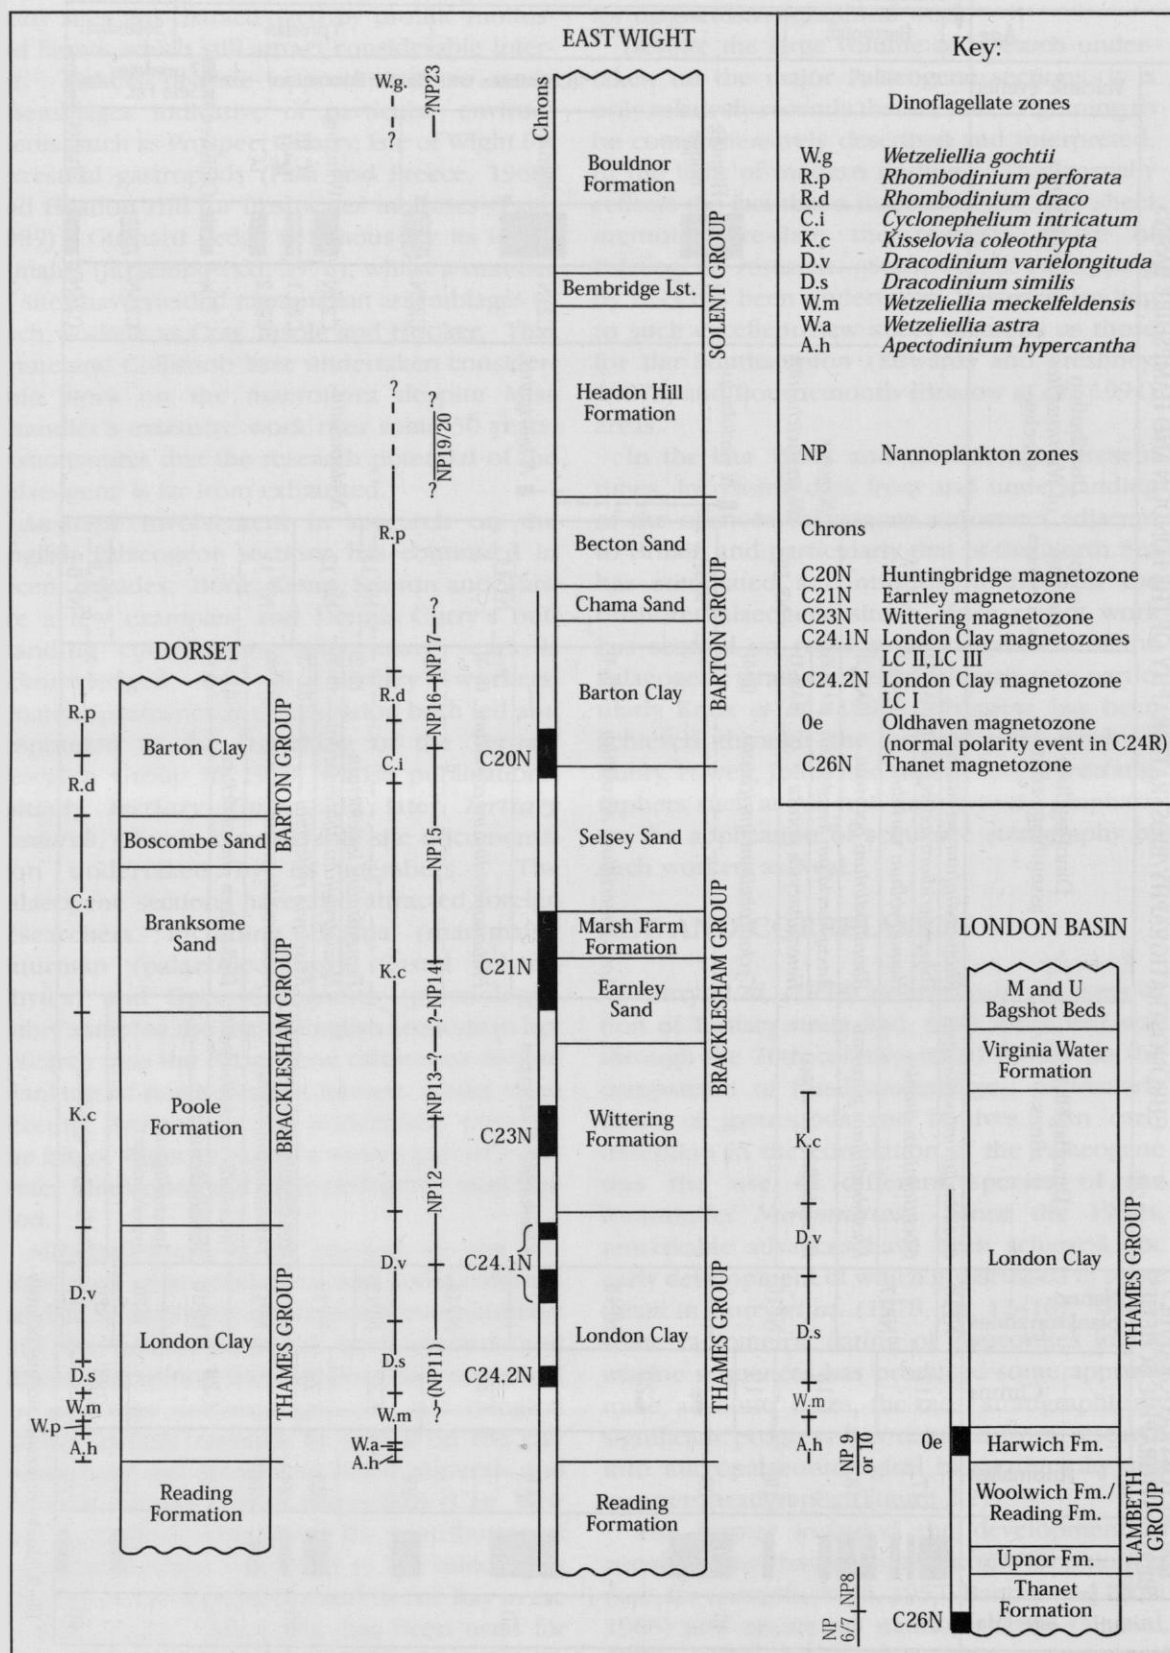 EAST WIGHT
Chrons
W.g.
?
?NP23
Bouldnor
Formation
Bembridge Lst.
Headon Hill
Formation
SOLENT GROUP
?
?
NP19/20
?
R.p
Becton Sand
Chama Sand
Barton Clay
BARTON GROUP
?
NP17
R.d
NP16
C.i
C20N
NP15
Selsey Sand
Marsh Farm
Formation
C21N
K.c
?-NP14
Earnley
Sand
BRACKLESHAM GROUP
NP13-?
Wittering
Formation
C23N
NP12
D.v
C24.1N
London Clay
THAMES GROUP
D.s
(NP11)
C24.2N
W.m
?
W.a
A.h
Reading
Formation
Key:
Dinoflagellate zones
W.g Wetzeliellia gochtii
R.p Rhombodinium perforata
R.d Rhombodinium draco
C.i Cyclonephelium intricatum
K.c Kisselovia coleothrypta
D.v Dracodinium varielongituda
D.s Dracodinium similis
W.m Wetzeliellia meckelfeldensis
W.a Wetzeliellia astra
A.h Apectodinium hypercantha
NP Nannoplankton zones
Chrons
C20N Huntingbridge magnetozone
C21N Earnley magnetozone
C23N Wittering magnetozone
C24.1N London Clay magnetozones
LC II, LC III
C24.2N London Clay magnetozone
LC I
0e Oldhaven magnetozone
(normal polarity event in C24R)
C26N Thanet magnetozone
DORSET
R.p
Barton Clay
R.d
Boscombe Sand
BARTON GROUP
C.i
Branksome
Sand
K.c
Poole
Formation
BRACKLESHAM GROUP
D.v
London Clay
THAMES GROUP
D.s
W.m
W.p
A.h
Reading
Formation
LONDON BASIN
M and U
Bagshot Beds
Virginia Water
Formation
K.c
D.v
London Clay
THAMES GROUP
D.s
W.m
A.h
NP 9
or 10
0e
Harwich Fm.
Woolwich Fm./
Reading Fm.
LAMBETH
GROUP
Upnor Fm.
NP8
Thanet
Formation
NP
6/7
C26N